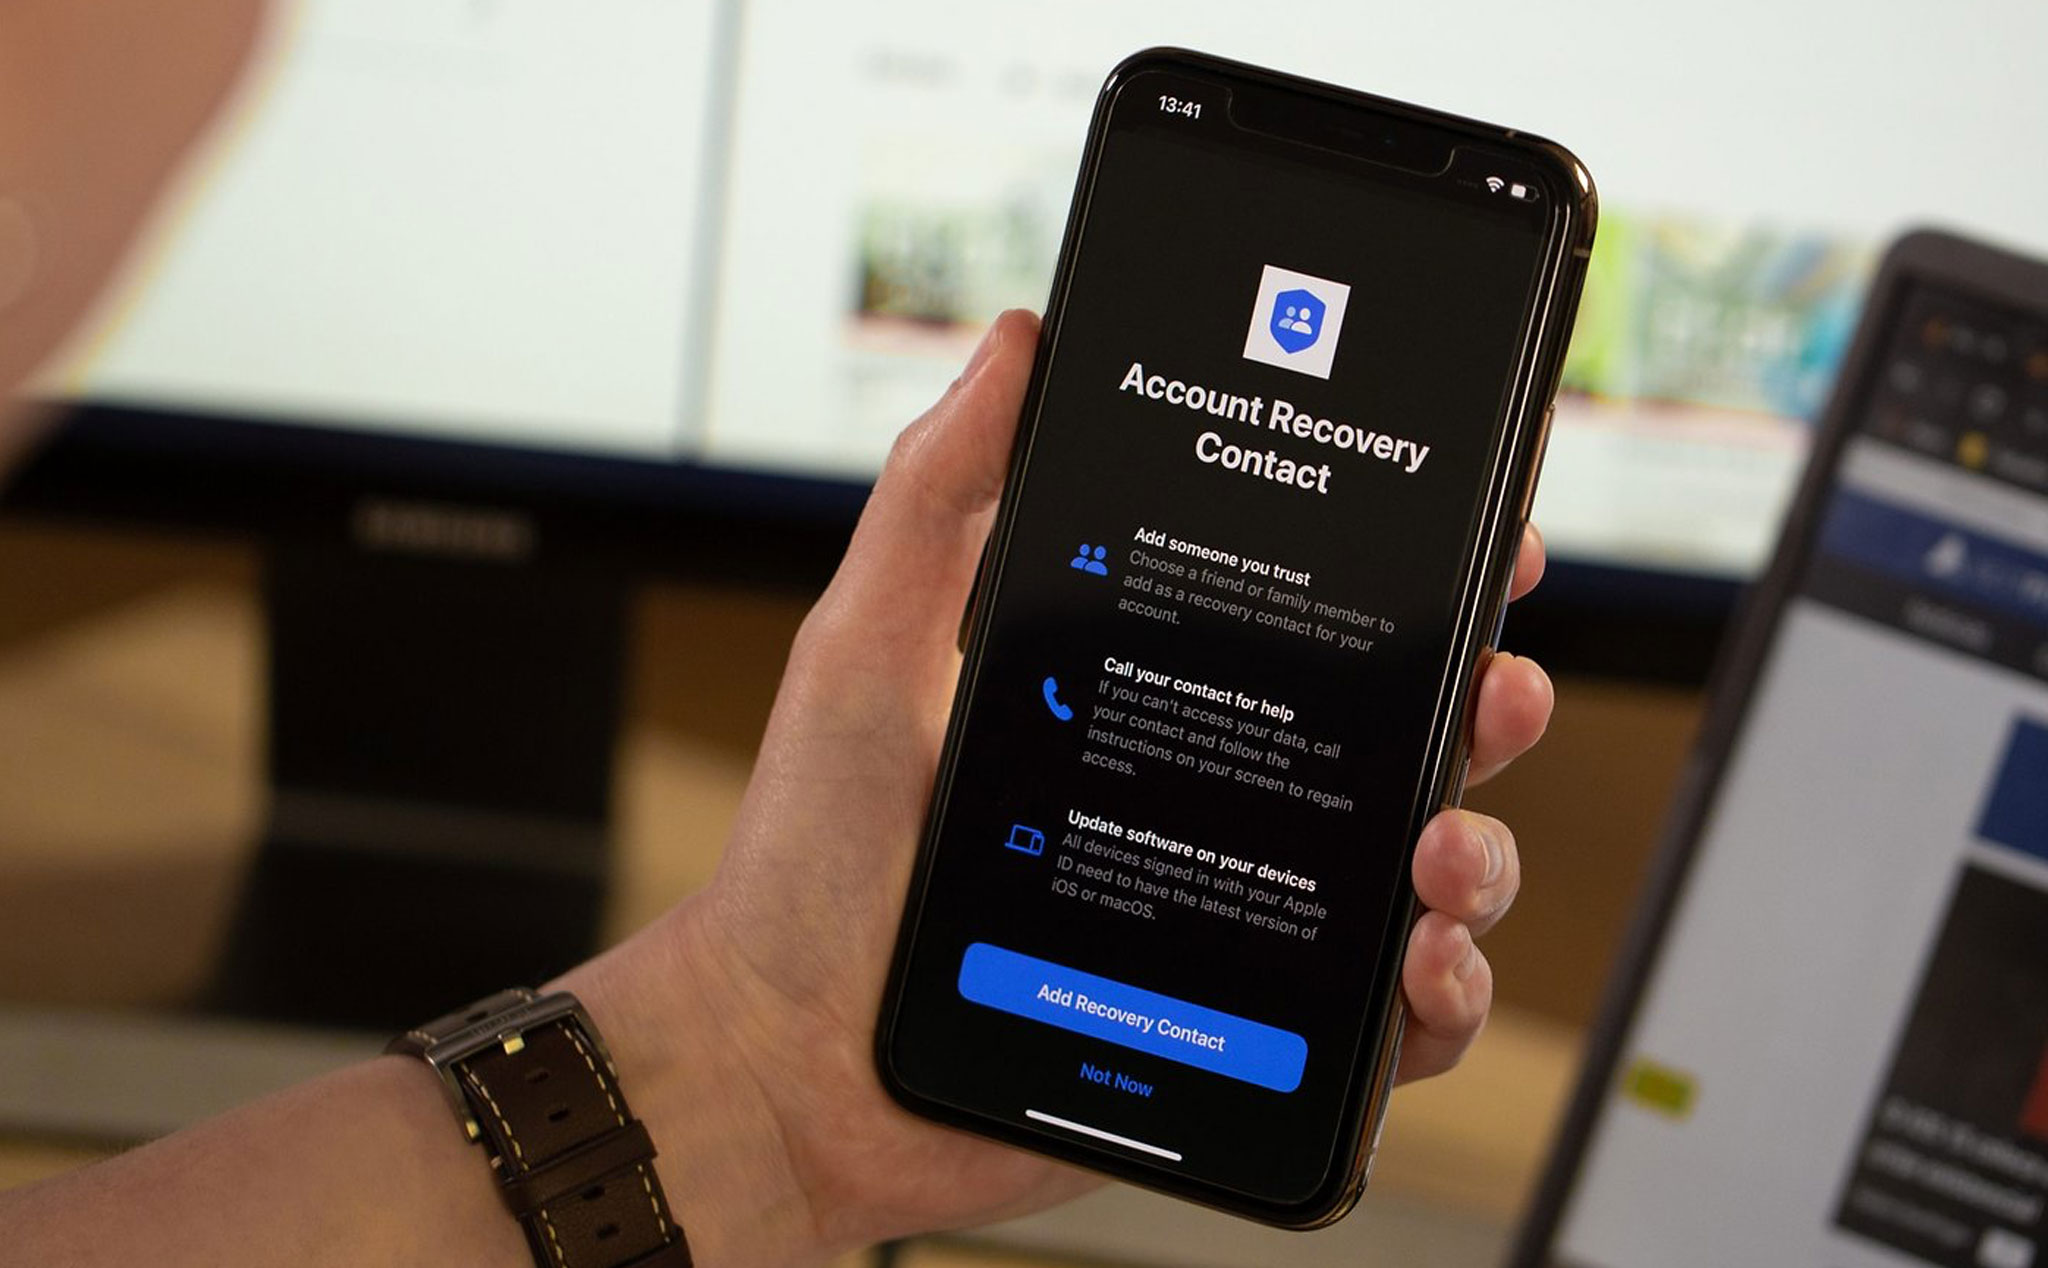 13:41
Account Recovery
Contact
Add someone you trust
Choose a friend or family member to
add as a recovery contact for your
account.
Call your contact for help
If you can't access your data, call
your contact and follow the
instructions on your screen to regain
access.
Update software on your devices
All devices signed in with your Apple
ID need to have the latest version of
iOS or macOS.
Add Recovery Contact
Not Now